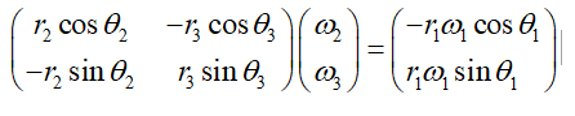 ( r₂ cos θ₂  −r₃ cos θ₃ ) ( ω₂ ) = ( −r₁ω₁ cos θ₁ )
( −r₂ sin θ₂  r₃ sin θ₃ ) ( ω₃ )   ( r₁ω₁ sin θ₁ )